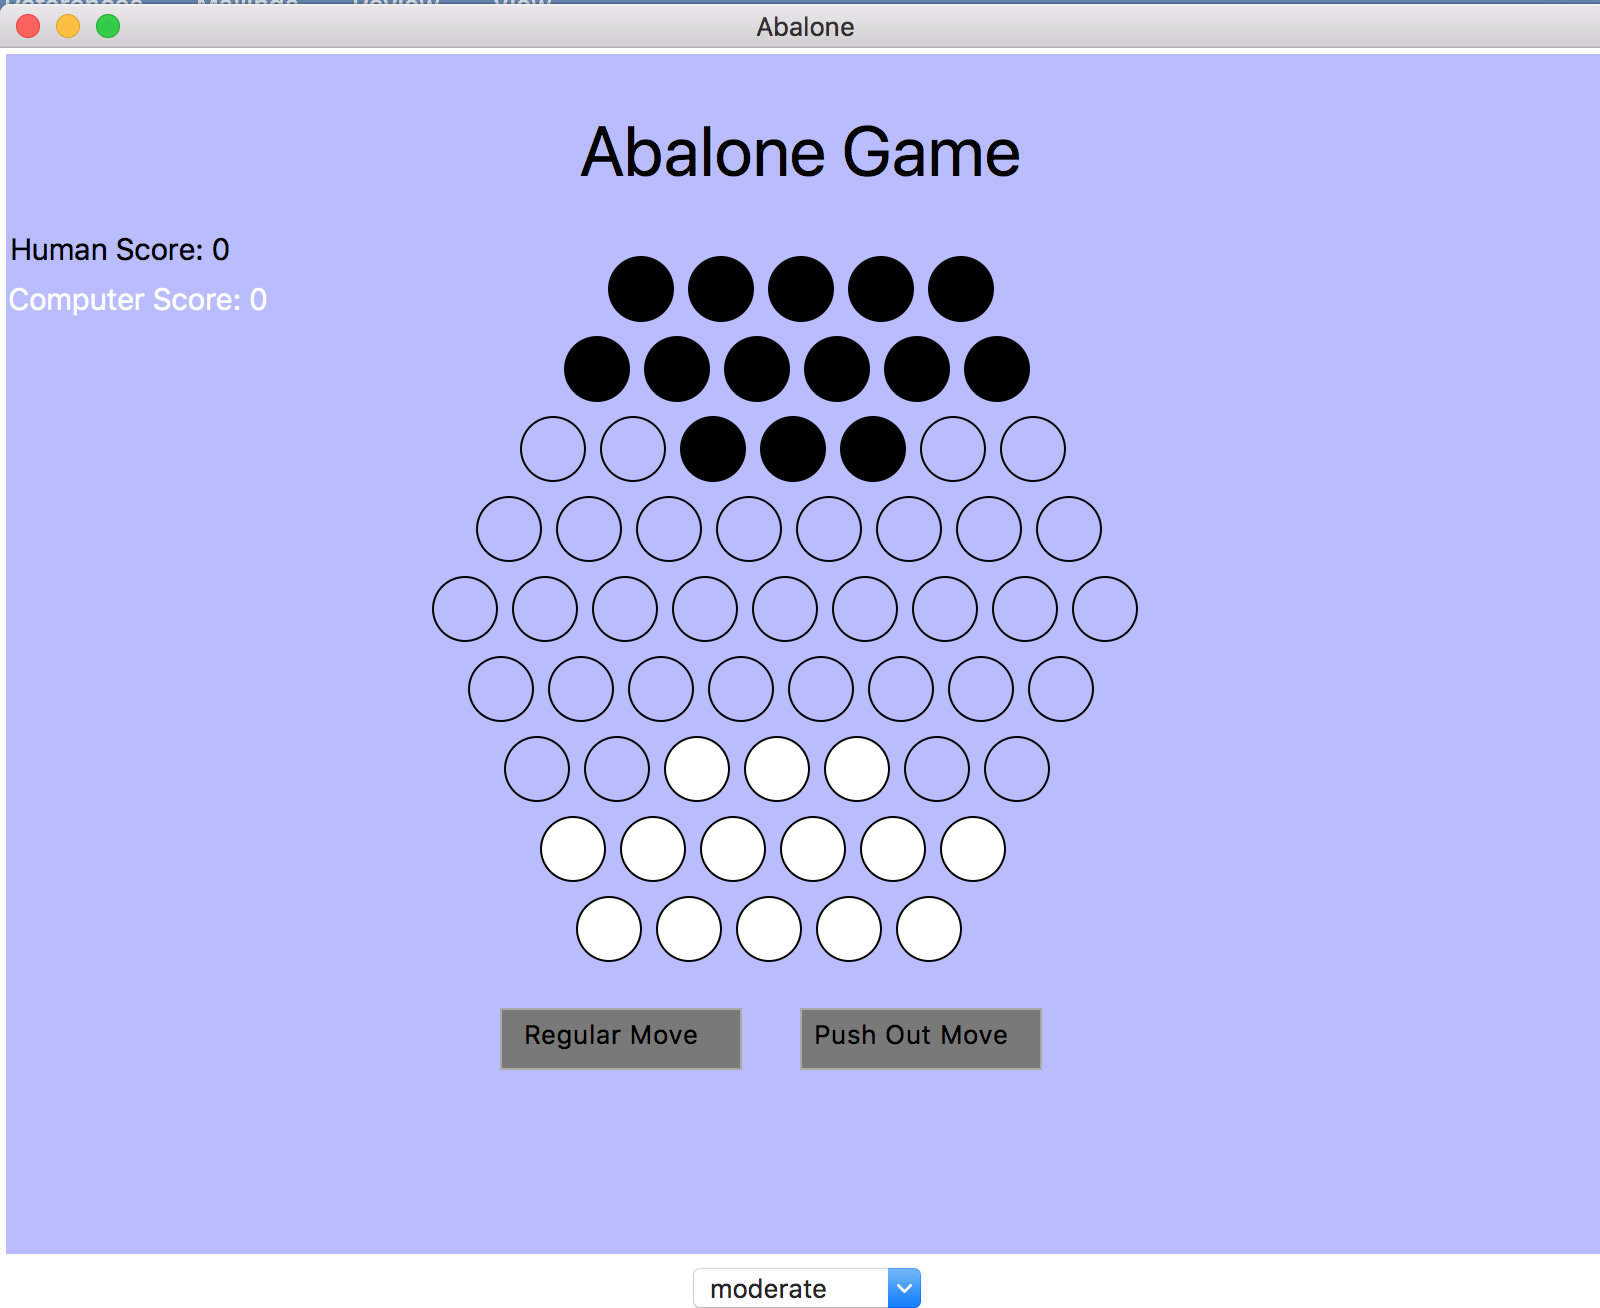 Abalone
Abalone Game
Human Score: 0
Computer Score: 0
Regular Move
Push Out Move
moderate